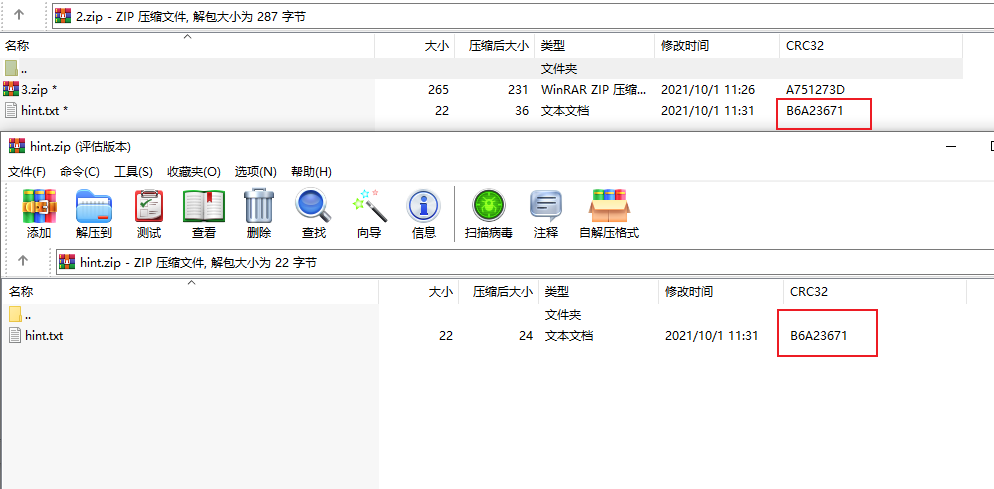 2.zip - ZIP 压缩文件, 解包大小为 287 字节
名称 大小 压缩后大小 类型 修改时间 CRC32
.. 文件夹
3.zip * 265 231 WinRAR ZIP 压缩... 2021/10/1 11:26 A751273D
hint.txt * 22 36 文本文档 2021/10/1 11:31 B6A23671
hint.zip (评估版本)
文件(F) 命令(C) 工具(S) 收藏夹(O) 选项(N) 帮助(H)
添加 解压到 测试 查看 删除 查找 向导 信息 扫描病毒 注释 自解压格式
hint.zip - ZIP 压缩文件, 解包大小为 22 字节
名称 大小 压缩后大小 类型 修改时间 CRC32
.. 文件夹
hint.txt 22 24 文本文档 2021/10/1 11:31 B6A23671